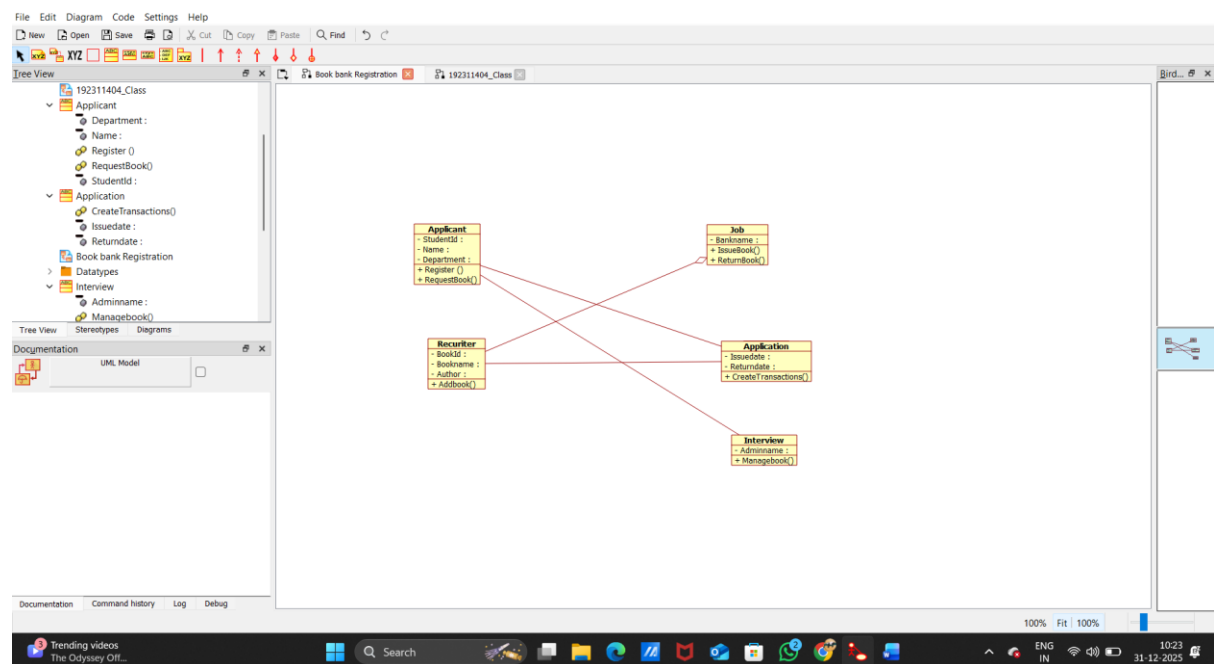 File Edit Diagram Code Settings Help
New Open Save Cut Copy Paste Find
XYZ XYZ
Tree View
Book bank Registration
192311404_Class
Bird...
192311404_Class
Applicant
Department :
Name :
Register ()
RequestBook()
StudentId :
Application
CreateTransactions()
Issuedate :
Returndate :
Book bank Registration
Datatypes
Interview
Adminname :
Managebook()
Tree View Stereotypes Diagrams
Documentation
UML Model
Applicant
- StudentId :
- Name :
- Department :
+ Register ()
+ RequestBook()
Job
- Bankname :
+ IssueBook()
+ ReturnBook()
Recuriter
- BookId :
- Bookname :
- Author :
+ Addbook()
Application
- Issuedate :
- Returndate :
+ CreateTransactions()
Interview
- Adminname :
+ Managebook()
Documentation Command history Log Debug
100% Fit 100%
3
Trending videos
The Odyssey Off...
Search
2
ENG
IN
10:23
31-12-2025